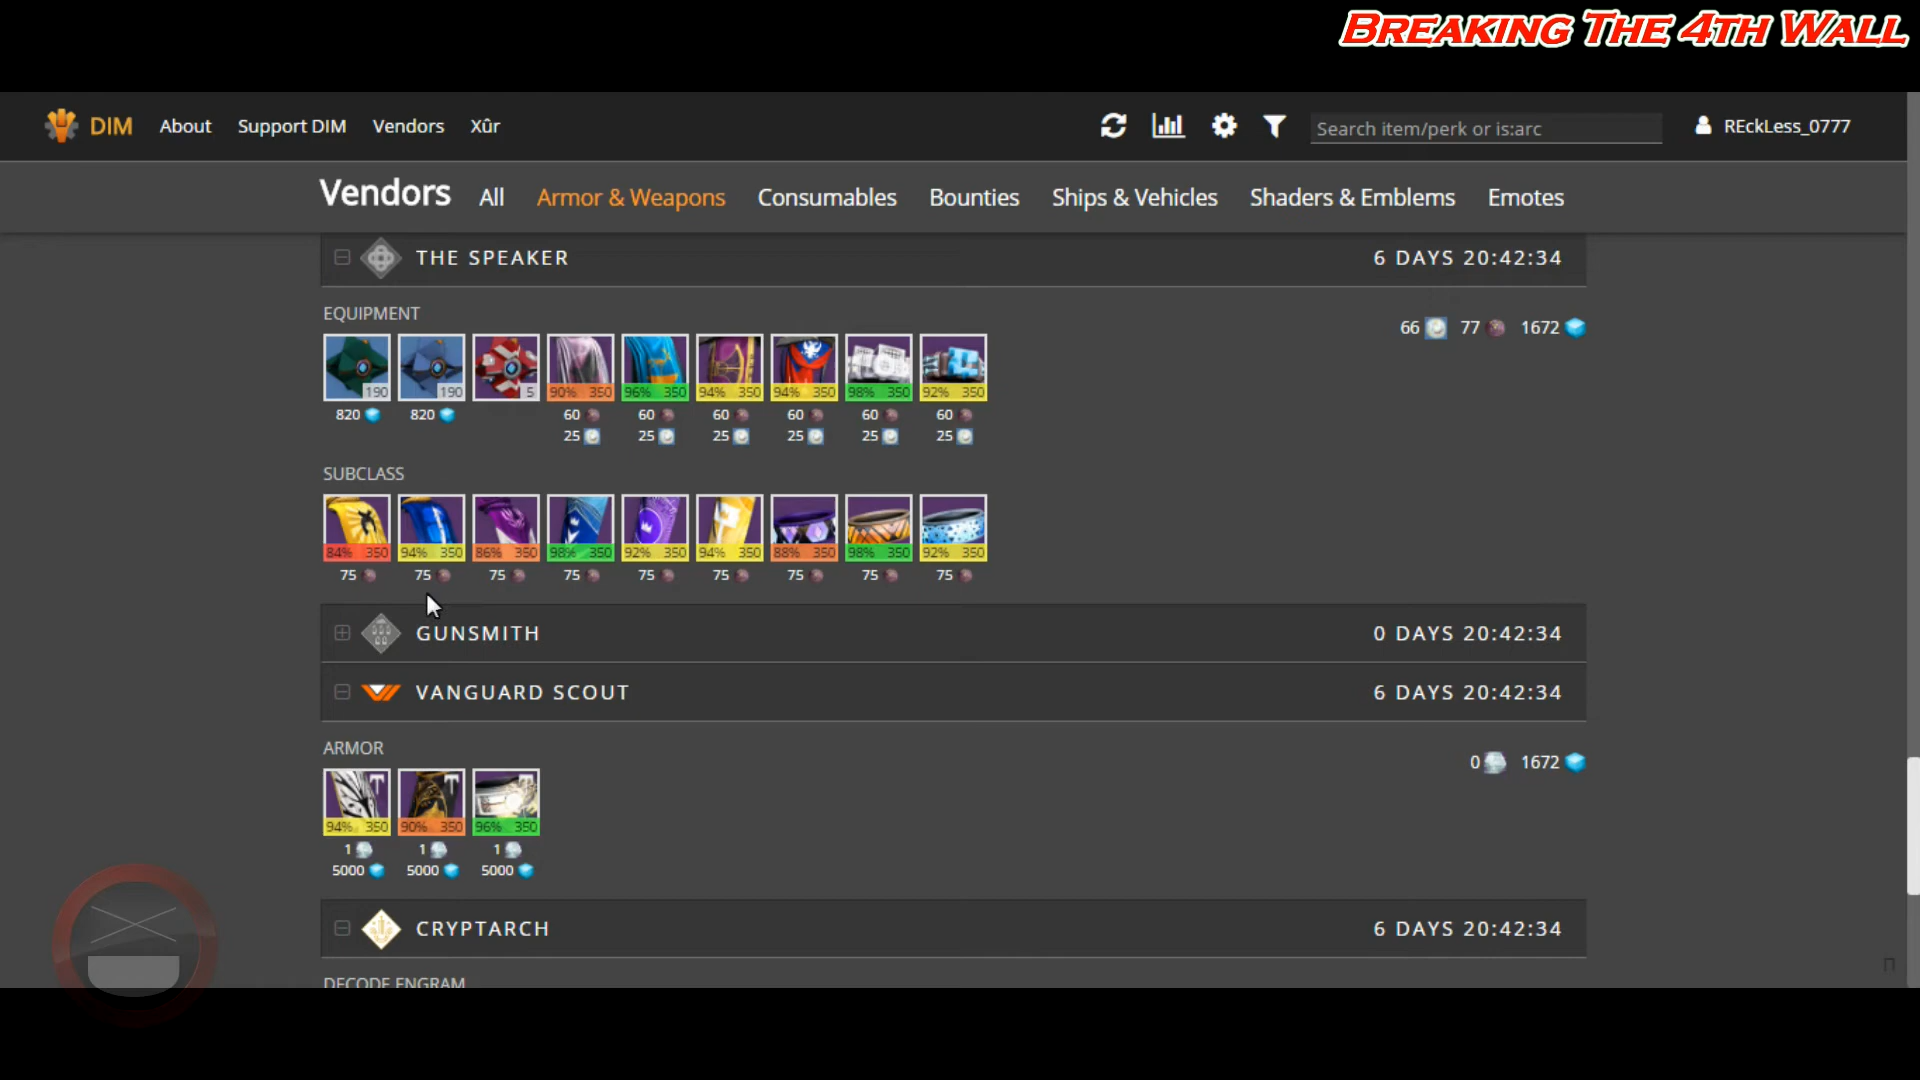 BREAKING THE 4TH WALL
DIM About Support DIM Vendors Xûr Search item/perk or is:arc REckLess_0777
Vendors All Armor & Weapons Consumables Bounties Ships & Vehicles Shaders & Emblems Emotes
THE SPEAKER 6 DAYS 20:42:34
EQUIPMENT
66 77 1672
190 190 5 90% 350 96% 350 94% 350 94% 350 98% 350 92% 350
820 820 60 60 60 60 60 60
25 25 25 25 25 25
SUBCLASS
84% 350 94% 350 86% 350 98% 350 92% 350 94% 350 88% 350 98% 350 92% 350
75 75 75 75 75 75 75 75 75
GUNSMITH 0 DAYS 20:42:34
VANGUARD SCOUT 6 DAYS 20:42:34
ARMOR
0 1672
94% 350 90% 350 96% 350
1 1 1
5000 5000 5000
CRYPTARCH 6 DAYS 20:42:34
DECODE ENGRAM